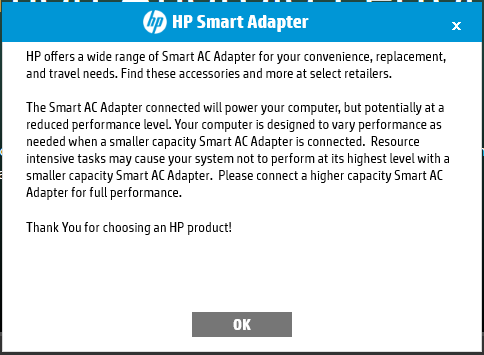 hp HP Smart Adapter x
HP offers a wide range of Smart AC Adapter for your convenience, replacement,
and travel needs. Find these accessories and more at select retailers.
The Smart AC Adapter connected will power your computer, but potentially at a
reduced performance level. Your computer is designed to vary performance as
needed when a smaller capacity Smart AC Adapter is connected.  Resource
intensive tasks may cause your system not to perform at its highest level with a
smaller capacity Smart AC Adapter.  Please connect a higher capacity Smart AC
Adapter for full performance.
Thank You for choosing an HP product!
OK